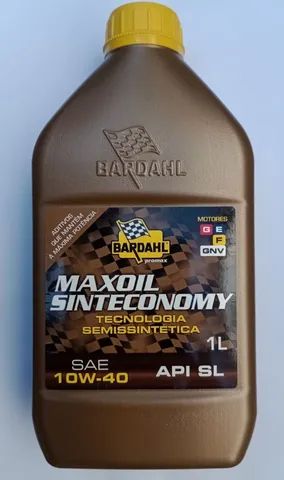 BARDAHL
ADITIVOS
QUE MANTÉM
A MÁXIMA POTÊNCIA
MOTORES
G E
F
GNV
BARDAHL
promax
MAXOIL
SINTECONOMY
TECNOLOGIA
SEMISSINTÉTICA
1L
SAE
10W-40
API SL